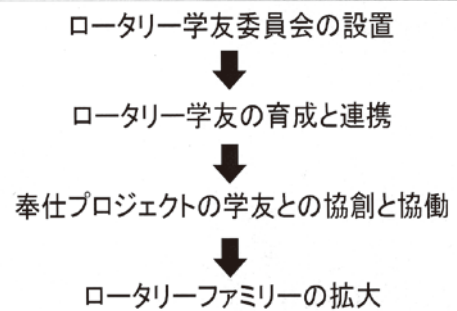 ロータリー学友委員会の設置
ロータリー学友の育成と連携
奉仕プロジェクトの学友との協創と協働
ロータリーファミリーの拡大